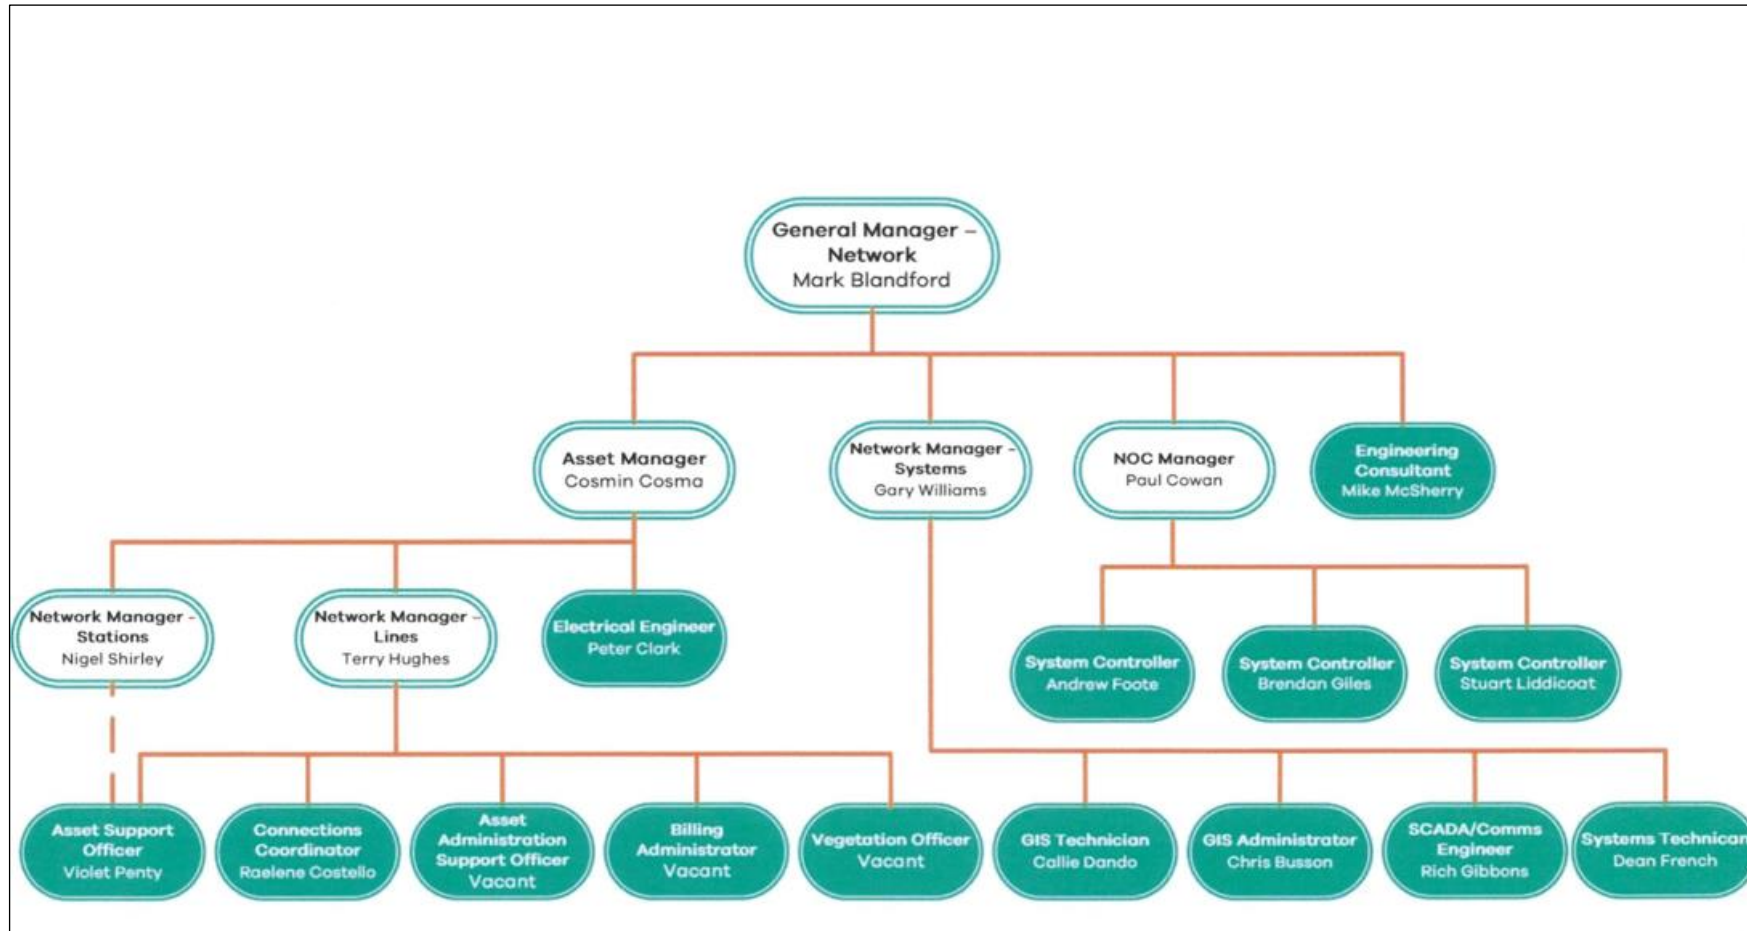 General Manager –
Network
Mark Blandford
Asset Manager
Cosmin Cosma
Network Manager -
Systems
Gary Williams
NOC Manager
Paul Cowan
Engineering
Consultant
Mike McSherry
Network Manager -
Stations
Nigel Shirley
Network Manager –
Lines
Terry Hughes
Electrical Engineer
Peter Clark
System Controller
Andrew Foote
System Controller
Brendan Giles
System Controller
Stuart Liddicoat
Asset Support
Officer
Violet Penty
Connections
Coordinator
Raelene Costello
Asset
Administration
Support Officer
Vacant
Billing
Administrator
Vacant
Vegetation Officer
Vacant
GIS Technician
Callie Dando
GIS Administrator
Chris Busson
SCADA/Comms
Engineer
Rich Gibbons
Systems Technican
Dean French